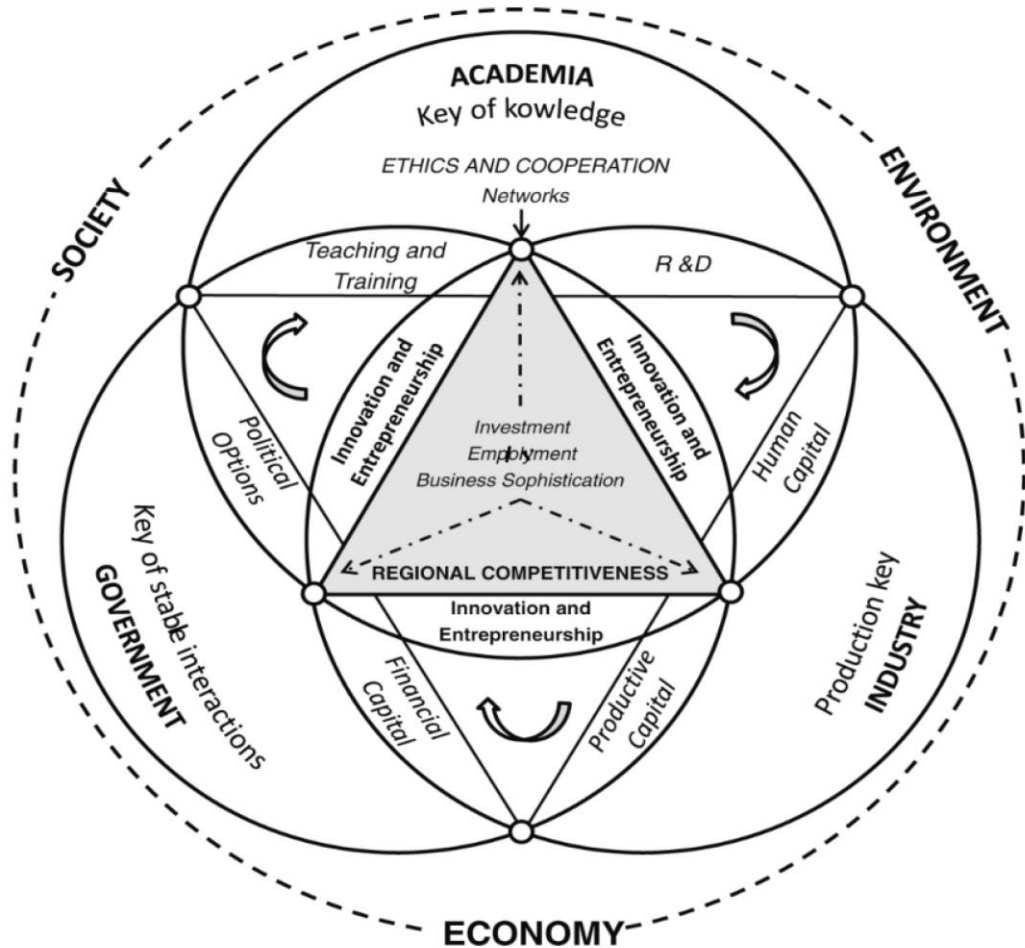 ACADEMIA
Key of kowledge
ETHICS AND COOPERATION
Networks
SOCIETY
ENVIRONMENT
Teaching and
Training
R &D
Innovation and
Entrepreneurship
Innovation and
Entrepreneurship
Political
OPtions
Human
Capital
Investment
Business Sophistication
REGIONAL COMPETITIVENESS
Innovation and
Entrepreneurship
Key of stable interactions
GOVERNMENT
Production key
INDUSTRY
Financial
Capital
Productive
Capital
ECONOMY